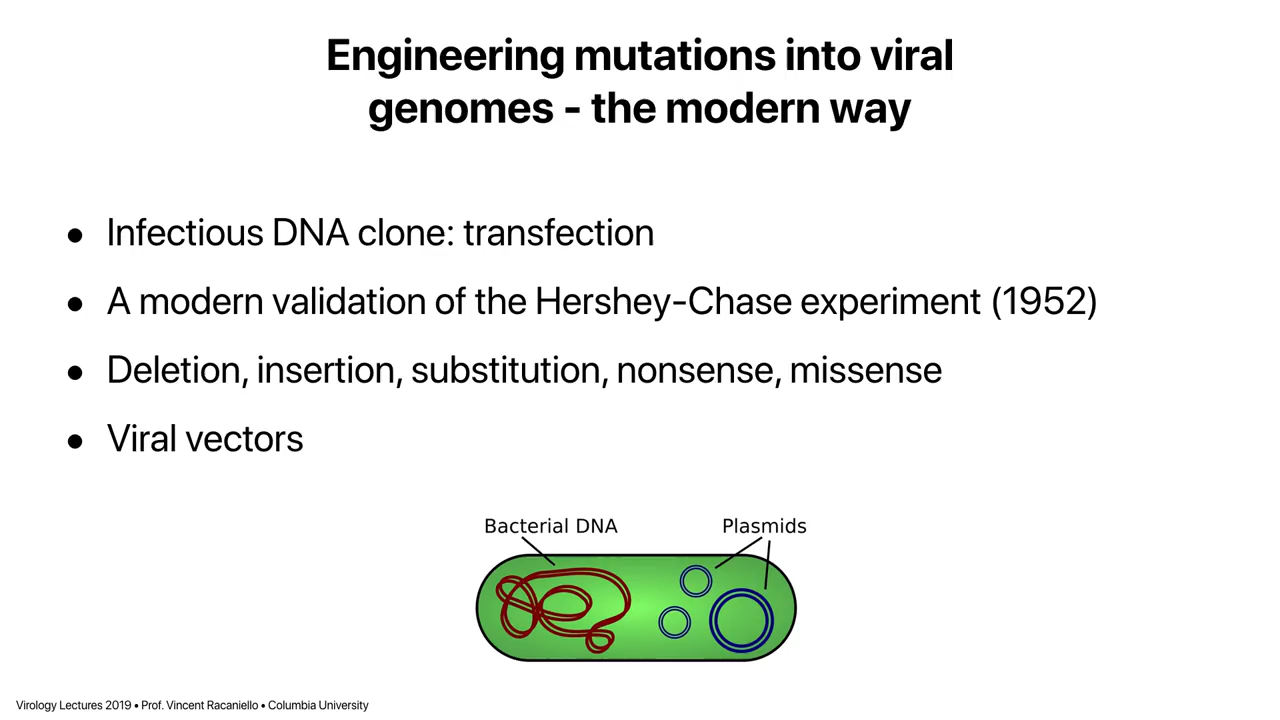 Engineering mutations into viral
genomes - the modern way
● Infectious DNA clone: transfection
● A modern validation of the Hershey-Chase experiment (1952)
● Deletion, insertion, substitution, nonsense, missense
● Viral vectors
Bacterial DNA
Plasmids
Virology Lectures 2019 • Prof. Vincent Racaniello • Columbia University